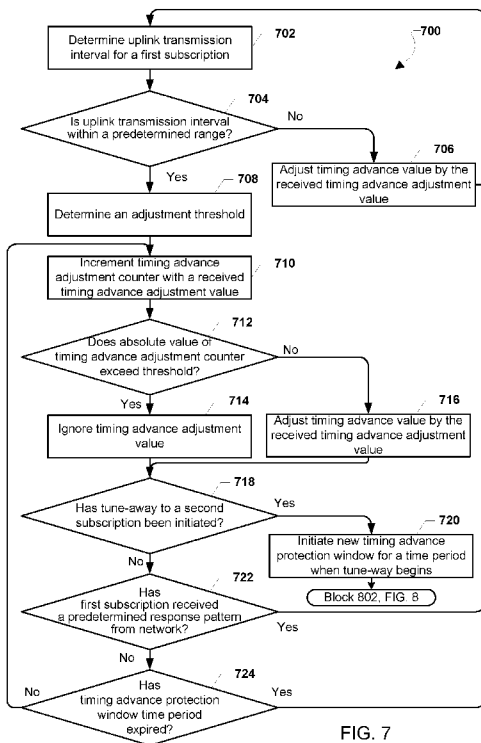 702
Determine uplink transmission
interval for a first subscription
700
704
Is uplink transmission interval
within a predetermined range?
No
706
Adjust timing advance value by the
received timing advance adjustment
value
Yes
708
Determine an adjustment threshold
Increment timing advance
adjustment counter with a received
timing advance adjustment value
710
712
Does absolute value of
timing advance adjustment counter
exceed threshold?
No
Yes
714
Ignore timing advance adjustment
value
716
Adjust timing advance value by the
received timing advance adjustment
value
718
Has tune-away to a second
subscription been initiated?
Yes
720
Initiate new timing advance
protection window for a time period
when tune-way begins
Block 802, FIG. 8
No
722
Has
first subscription received
a predetermined response pattern
from network?
Yes
No
724
Has
timing advance protection
window time period
expired?
No
Yes
FIG. 7